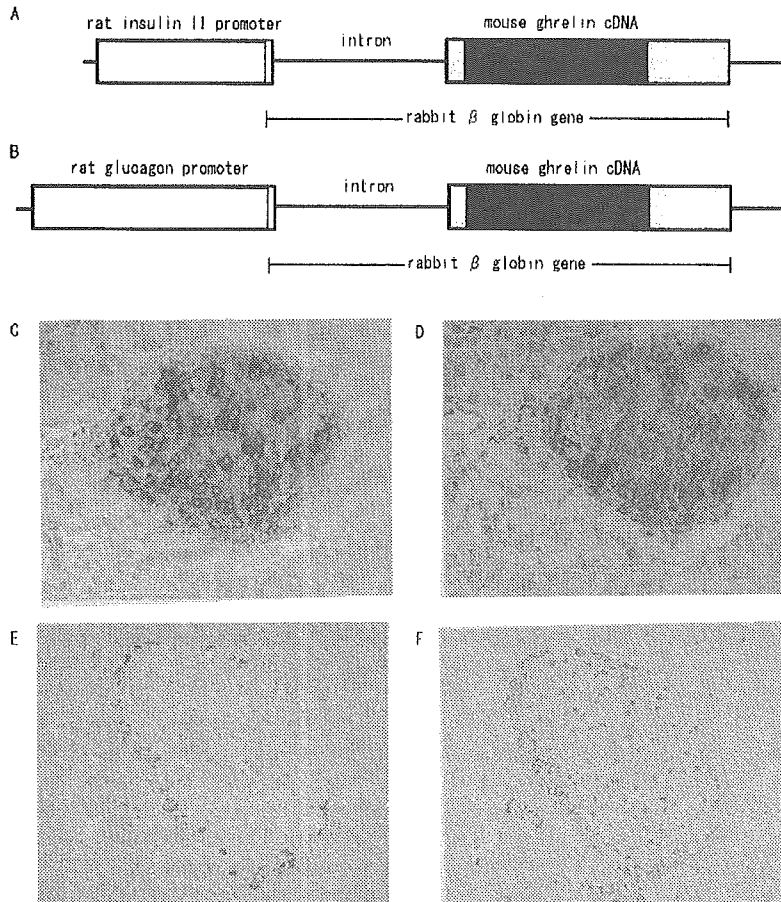 A
rat insulin II promoter
intron
mouse ghrelin cDNA
rabbit β globin gene
B
rat glucagon promoter
intron
mouse ghrelin cDNA
rabbit β globin gene
C
D
E
F